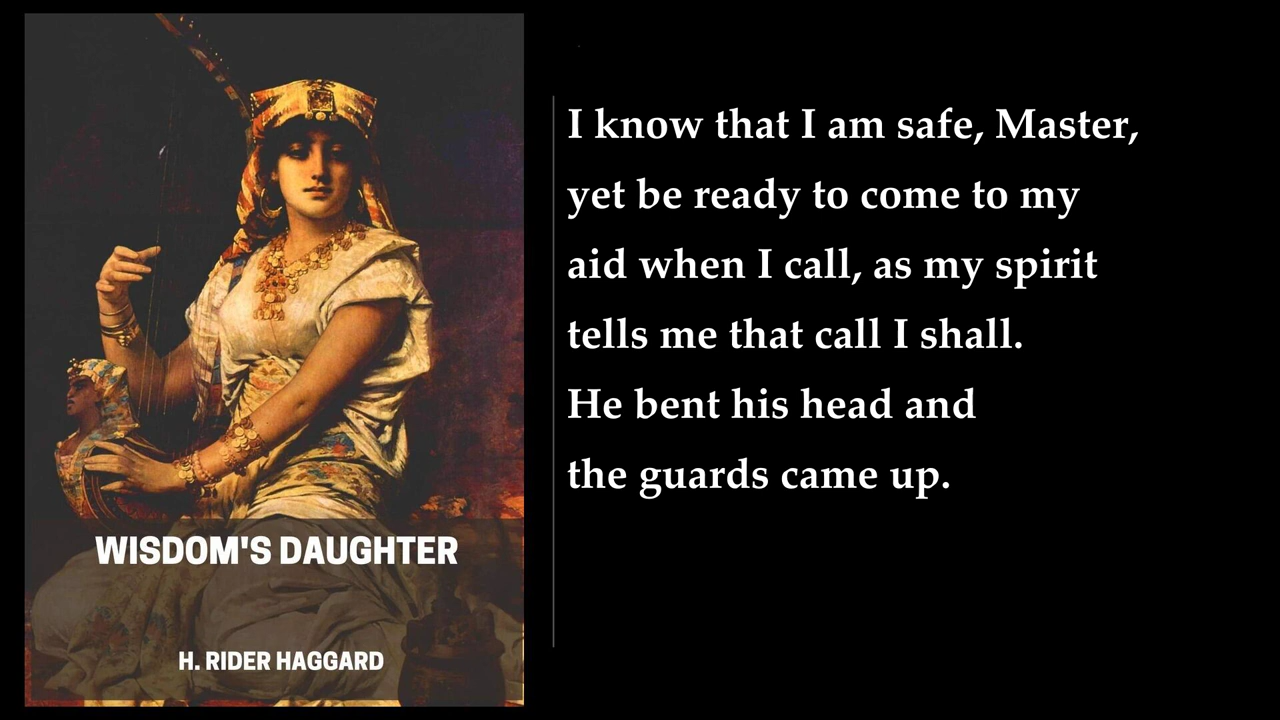 WISDOM'S DAUGHTER
H. RIDER HAGGARD
I know that I am safe, Master,
yet be ready to come to my
aid when I call, as my spirit
tells me that call I shall.
He bent his head and
the guards came up.